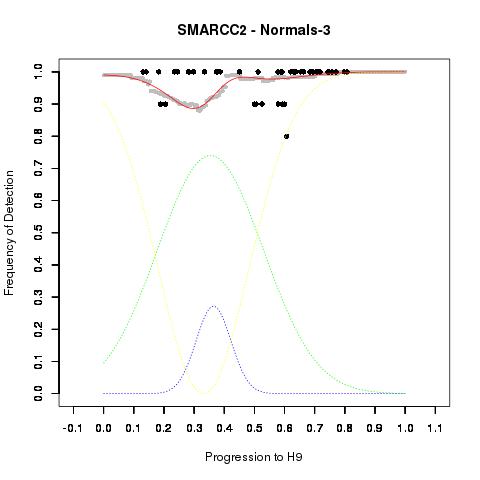 SMARCC2 - Normals-3
Frequency of Detection
1.0
0.9
0.8
0.7
0.6
0.5
0.4
0.3
0.2
0.1
0.0
-0.1 0.0 0.1 0.2 0.3 0.4 0.5 0.6 0.7 0.8 0.9 1.0 1.1
Progression to H9